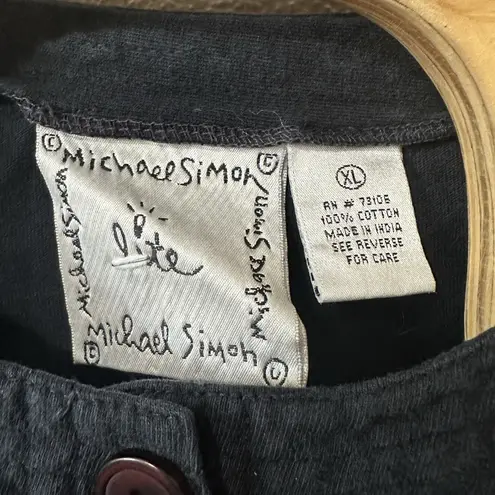 © Michael Simon ©
Michael Simon
lite
Michael Simon
© Michael Simon ©
XL
RN # 73105
100% COTTON
MADE IN INDIA
SEE REVERSE
FOR CARE